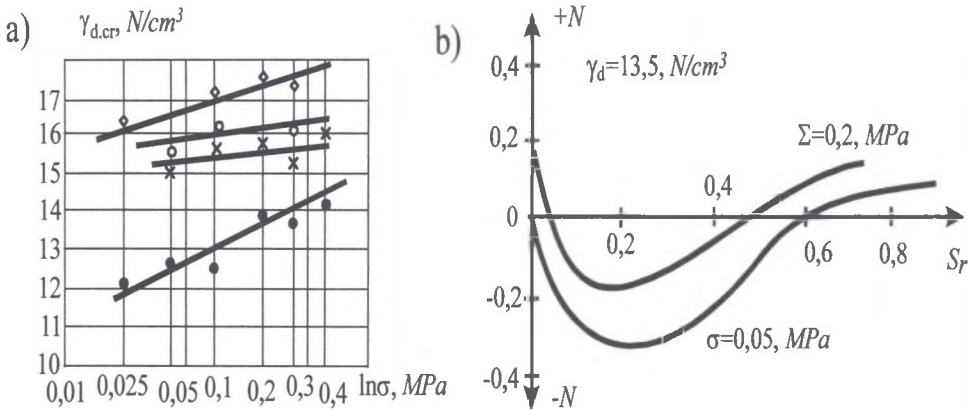 a)
γd.cr, N/cm³
17
16
15
14
13
12
11
10
0,01 0,025 0,05 0,1 0,2 0,3 0,4 lnσ, MPa
b)
+N
0,4
γd=13,5, N/cm³
0,2
Σ=0,2, MPa
0,4
0
0,2 0,6 0,8 Sr
-0,2
σ=0,05, MPa
-0,4
-N